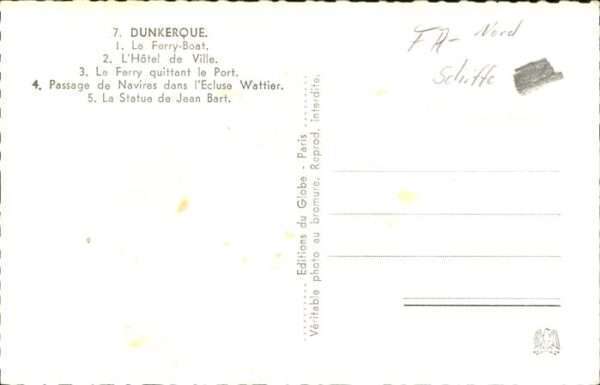 7. DUNKERQUE.
1. Le Ferry-Boat.
2. L'Hôtel de Ville.
3. Le Ferry quittant le Port.
4. Passage de Navires dans l'Ecluse Wattier.
5. La Statue de Jean Bart.
FA- Nord
Schiffe
Editions du Globe - Paris
Véritable photo au bromure. Reprod. interdite.